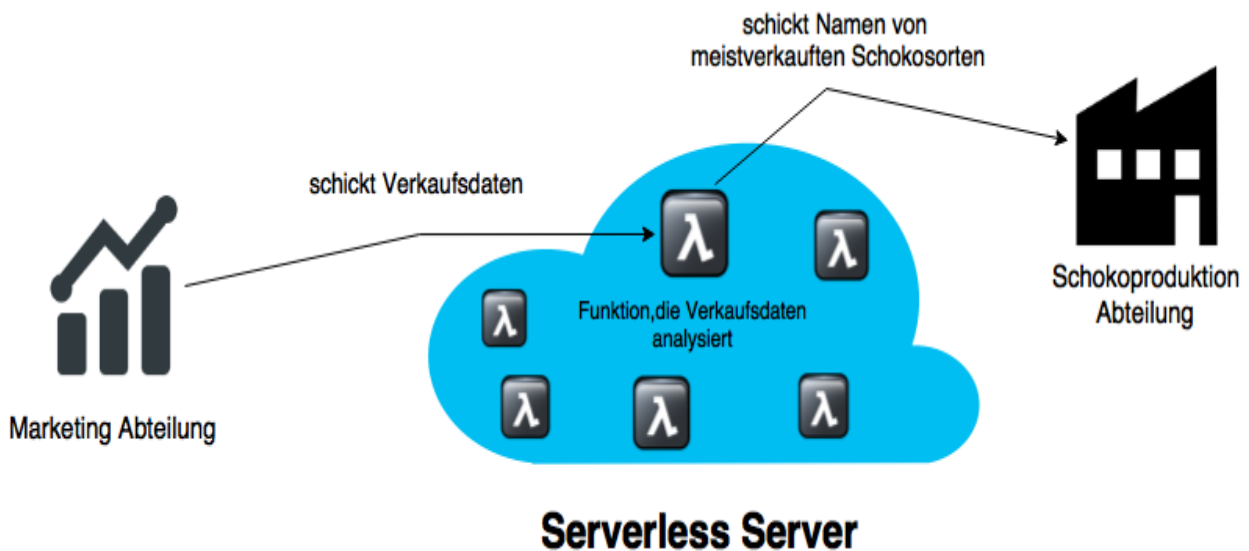 schickt Namen von
meistverkauften Schokosorten
schickt Verkaufsdaten
λ
λ
Schokoproduktion
Abteilung
Funktion,die Verkaufsdaten
analysiert
λ
λ
λ
λ
Marketing Abteilung
Serverless Server